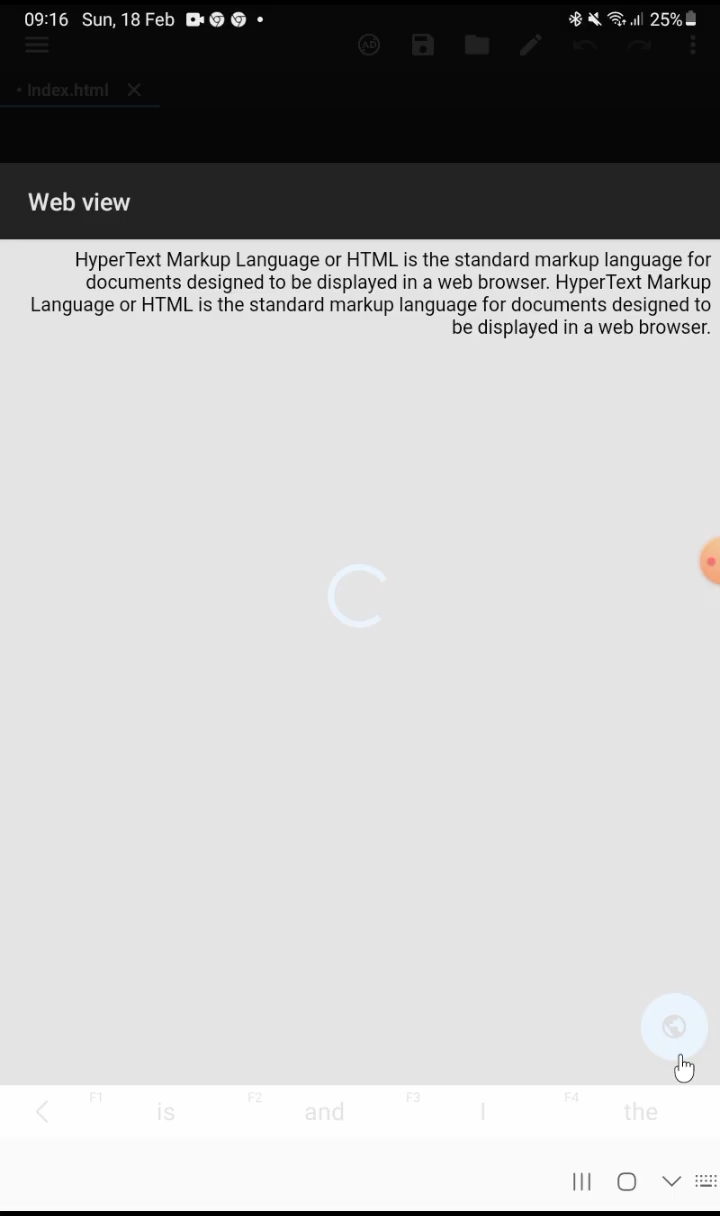 09:16 Sun, 18 Feb 25%
AD
• Index.html
Web view
HyperText Markup Language or HTML is the standard markup language for
documents designed to be displayed in a web browser. HyperText Markup
Language or HTML is the standard markup language for documents designed to
be displayed in a web browser.
F1 is F2 and F3 I F4 the